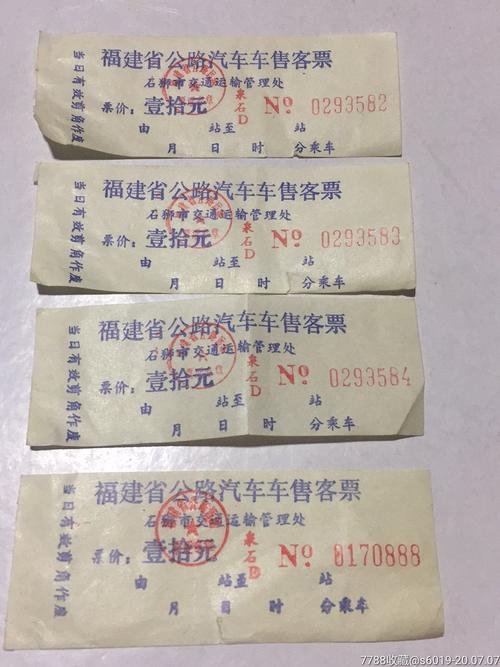 福建省公路汽车车售客票
石狮市交通运输管理处
票价：壹拾元
泉石D
№ 0293582
由 站至 站
月 日 时 分乘车
当日有效剪角作废
福建省公路汽车车售客票
石狮市交通运输管理处
票价：壹拾元
泉石D
№ 0293583
由 站至 站
月 日 时 分乘车
当日有效剪角作废
福建省公路汽车车售客票
石狮市交通运输管理处
票价：壹拾元
泉石D
№ 0293584
由 站至 站
月 日 时 分乘车
当日有效剪角作废
福建省公路汽车车售客票
石狮市交通运输管理处
票价：壹拾元
泉石B
№ 0170888
由 站至 站
月 日 时 分乘车
当日有效剪角作废
7788收藏@s6019-20.07.07